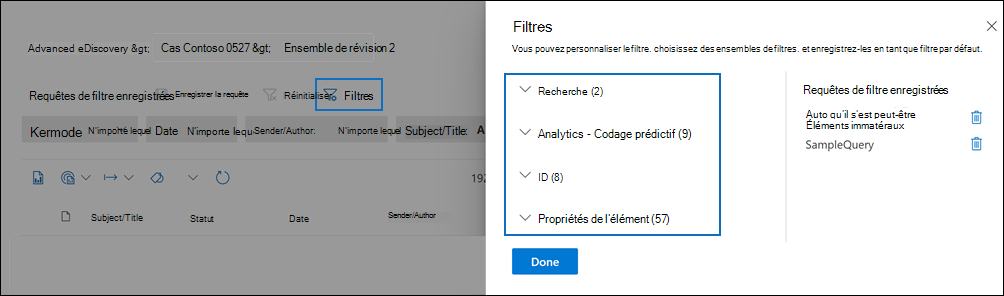 Advanced eDiscovery &gt; Cas Contoso 0527 &gt; Ensemble de révision 2
Requêtes de filtre enregistrées Enregistrer la requête Réinitialiser Filtres
Kermode N'importe lequel Date N'importe lequ Sender/Author: N'importe lequel Subject/Title: A
192
Subject/Title Statut Date Sender/Author
Filtres
Vous pouvez personnaliser le filtre. choisissez des ensembles de filtres. et enregistrez-les en tant que filtre par défaut.
Recherche (2)
Analytics - Codage prédictif (9)
ID (8)
Propriétés de l'élément (57)
Done
Requêtes de filtre enregistrées
Auto qu'il s'est peut-être
Éléments immatéraux
SampleQuery